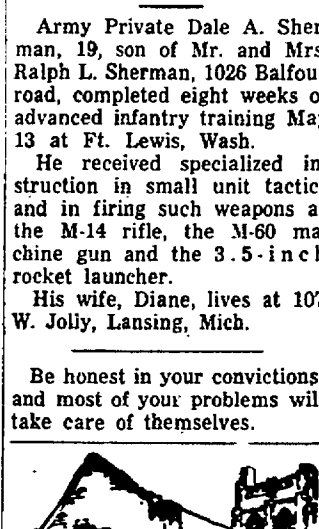 Army Private Dale A. Sher
man, 19, son of Mr. and Mrs
Ralph L. Sherman, 1026 Balfou
road, completed eight weeks o
advanced infantry training Ma
13 at Ft. Lewis, Wash.
He received specialized in
struction in small unit tactic
and in firing such weapons a
the M-14 rifle, the M-60 ma
chine gun and the 3.5-incl
rocket launcher.
His wife, Diane, lives at 107
W. Jolly, Lansing, Mich.
Be honest in your convictions
and most of your problems wil
take care of themselves.